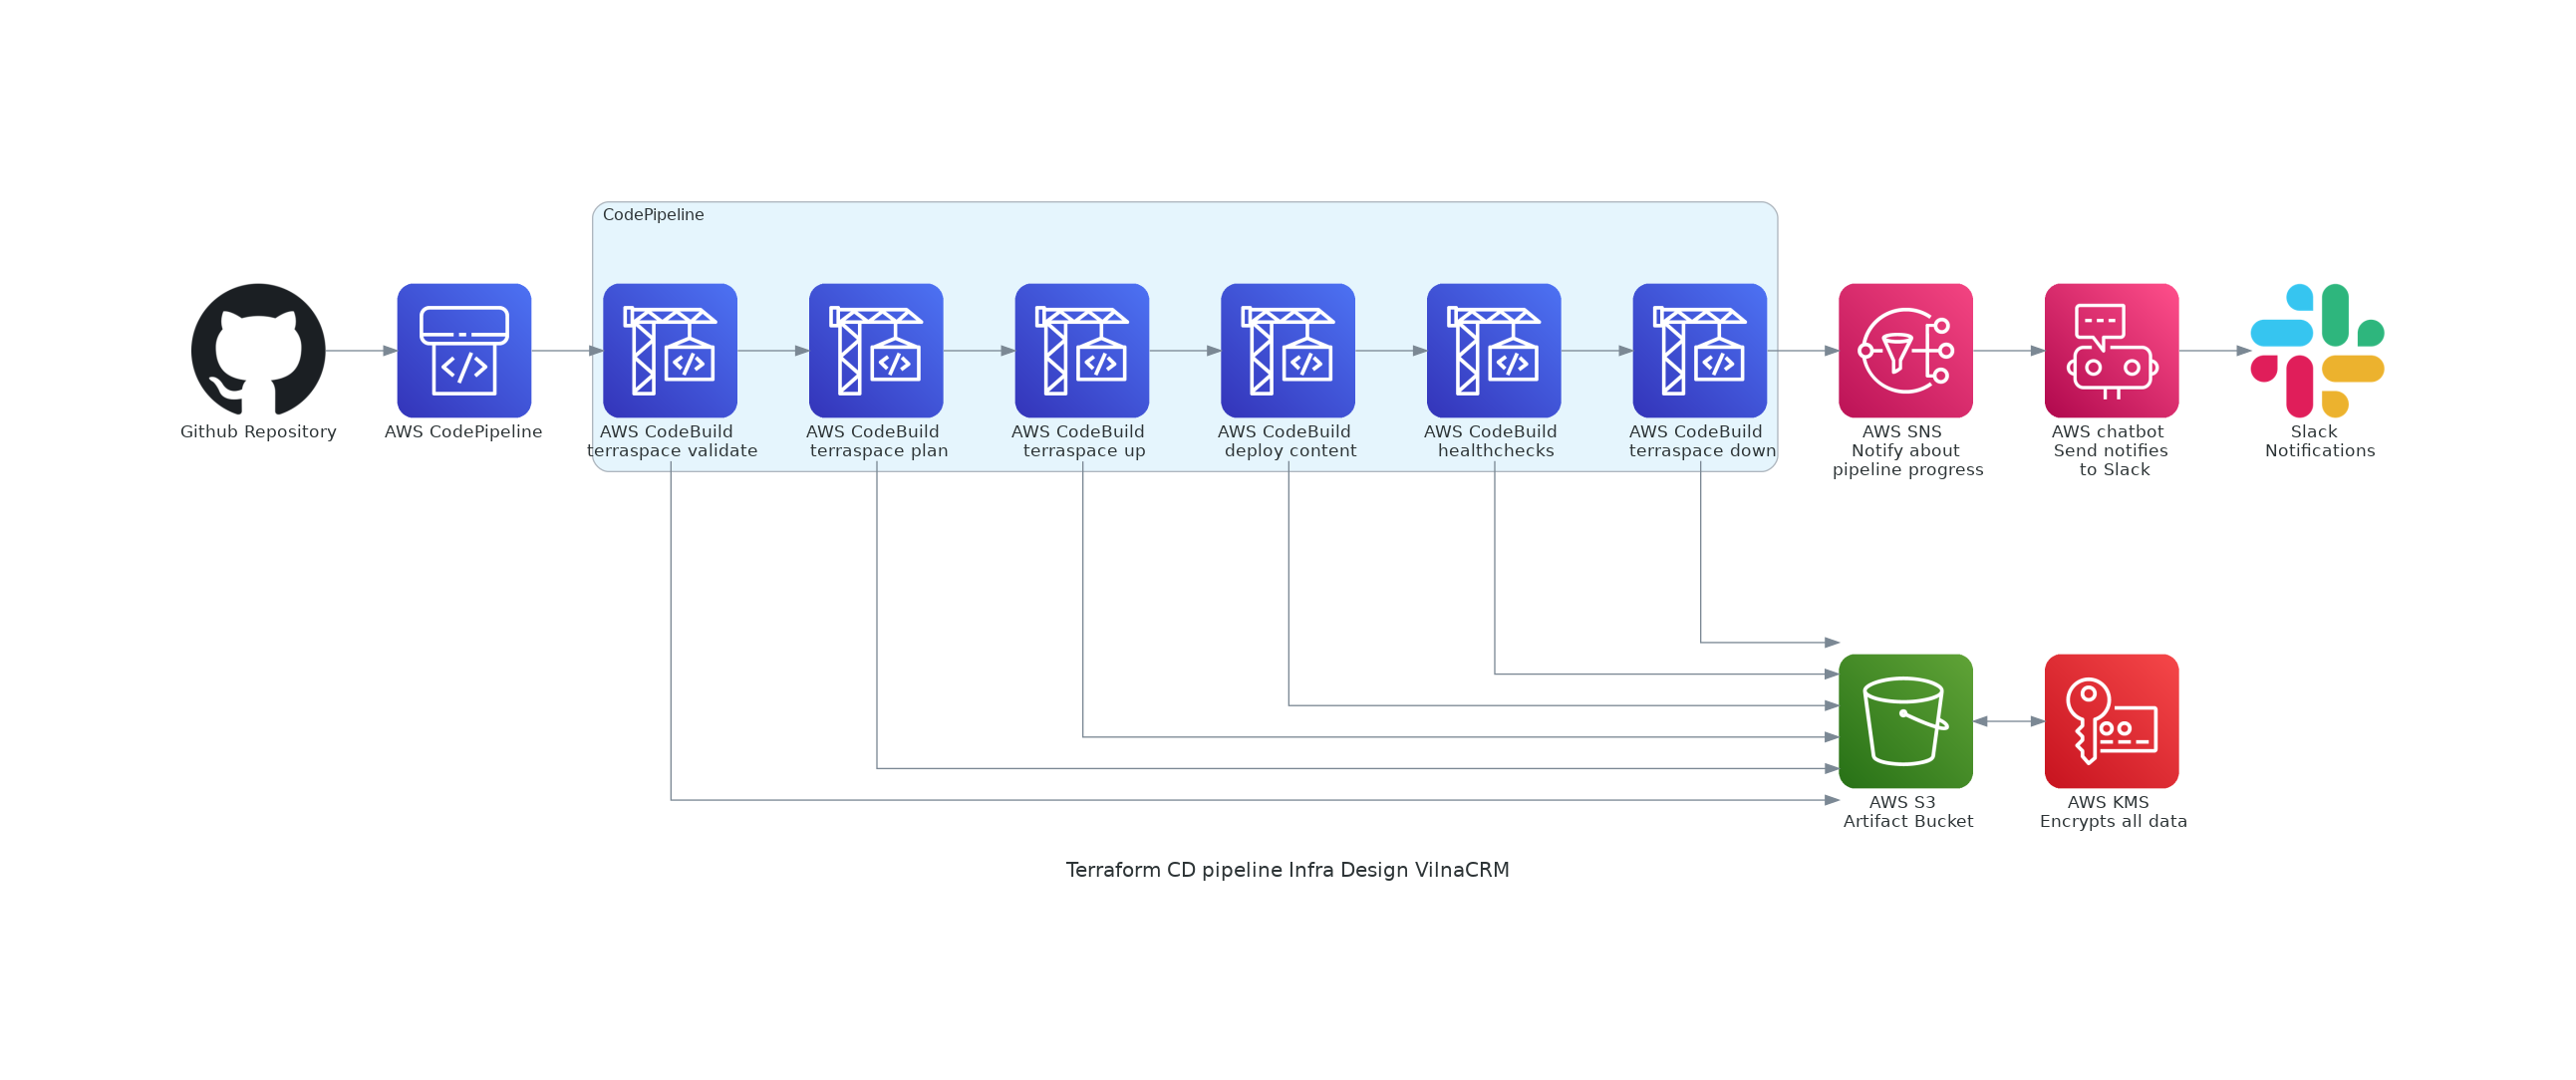 CodePipeline
Github Repository
AWS CodePipeline
AWS CodeBuild
terraspace validate
AWS CodeBuild
terraspace plan
AWS CodeBuild
terraspace up
AWS CodeBuild
deploy content
AWS CodeBuild
healthchecks
AWS CodeBuild
terraspace down
AWS SNS
Notify about
pipeline progress
AWS chatbot
Send notifies
to Slack
Slack
Notifications
AWS S3
Artifact Bucket
AWS KMS
Encrypts all data
Terraform CD pipeline Infra Design VilnaCRM